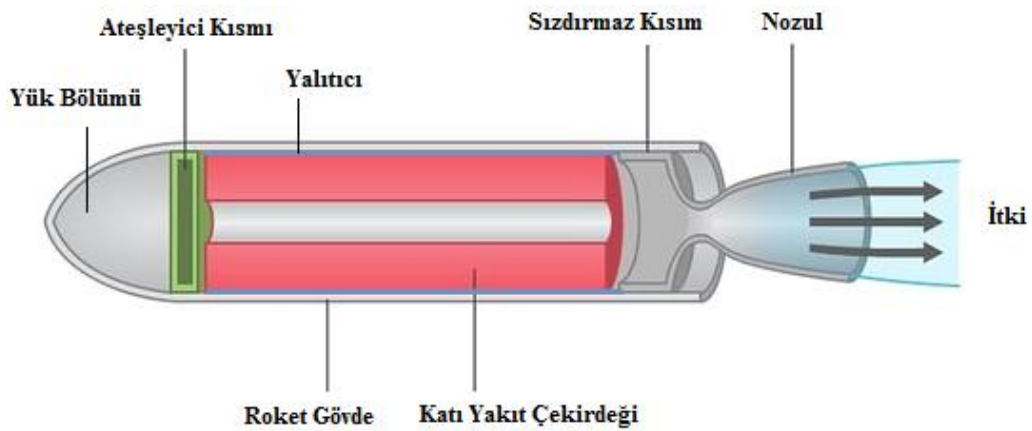 Ateşleyici Kısmı
Sızdırmaz Kısım
Nozul
Yalıtıcı
Yük Bölümü
İtki
Roket Gövde
Katı Yakıt Çekirdeği